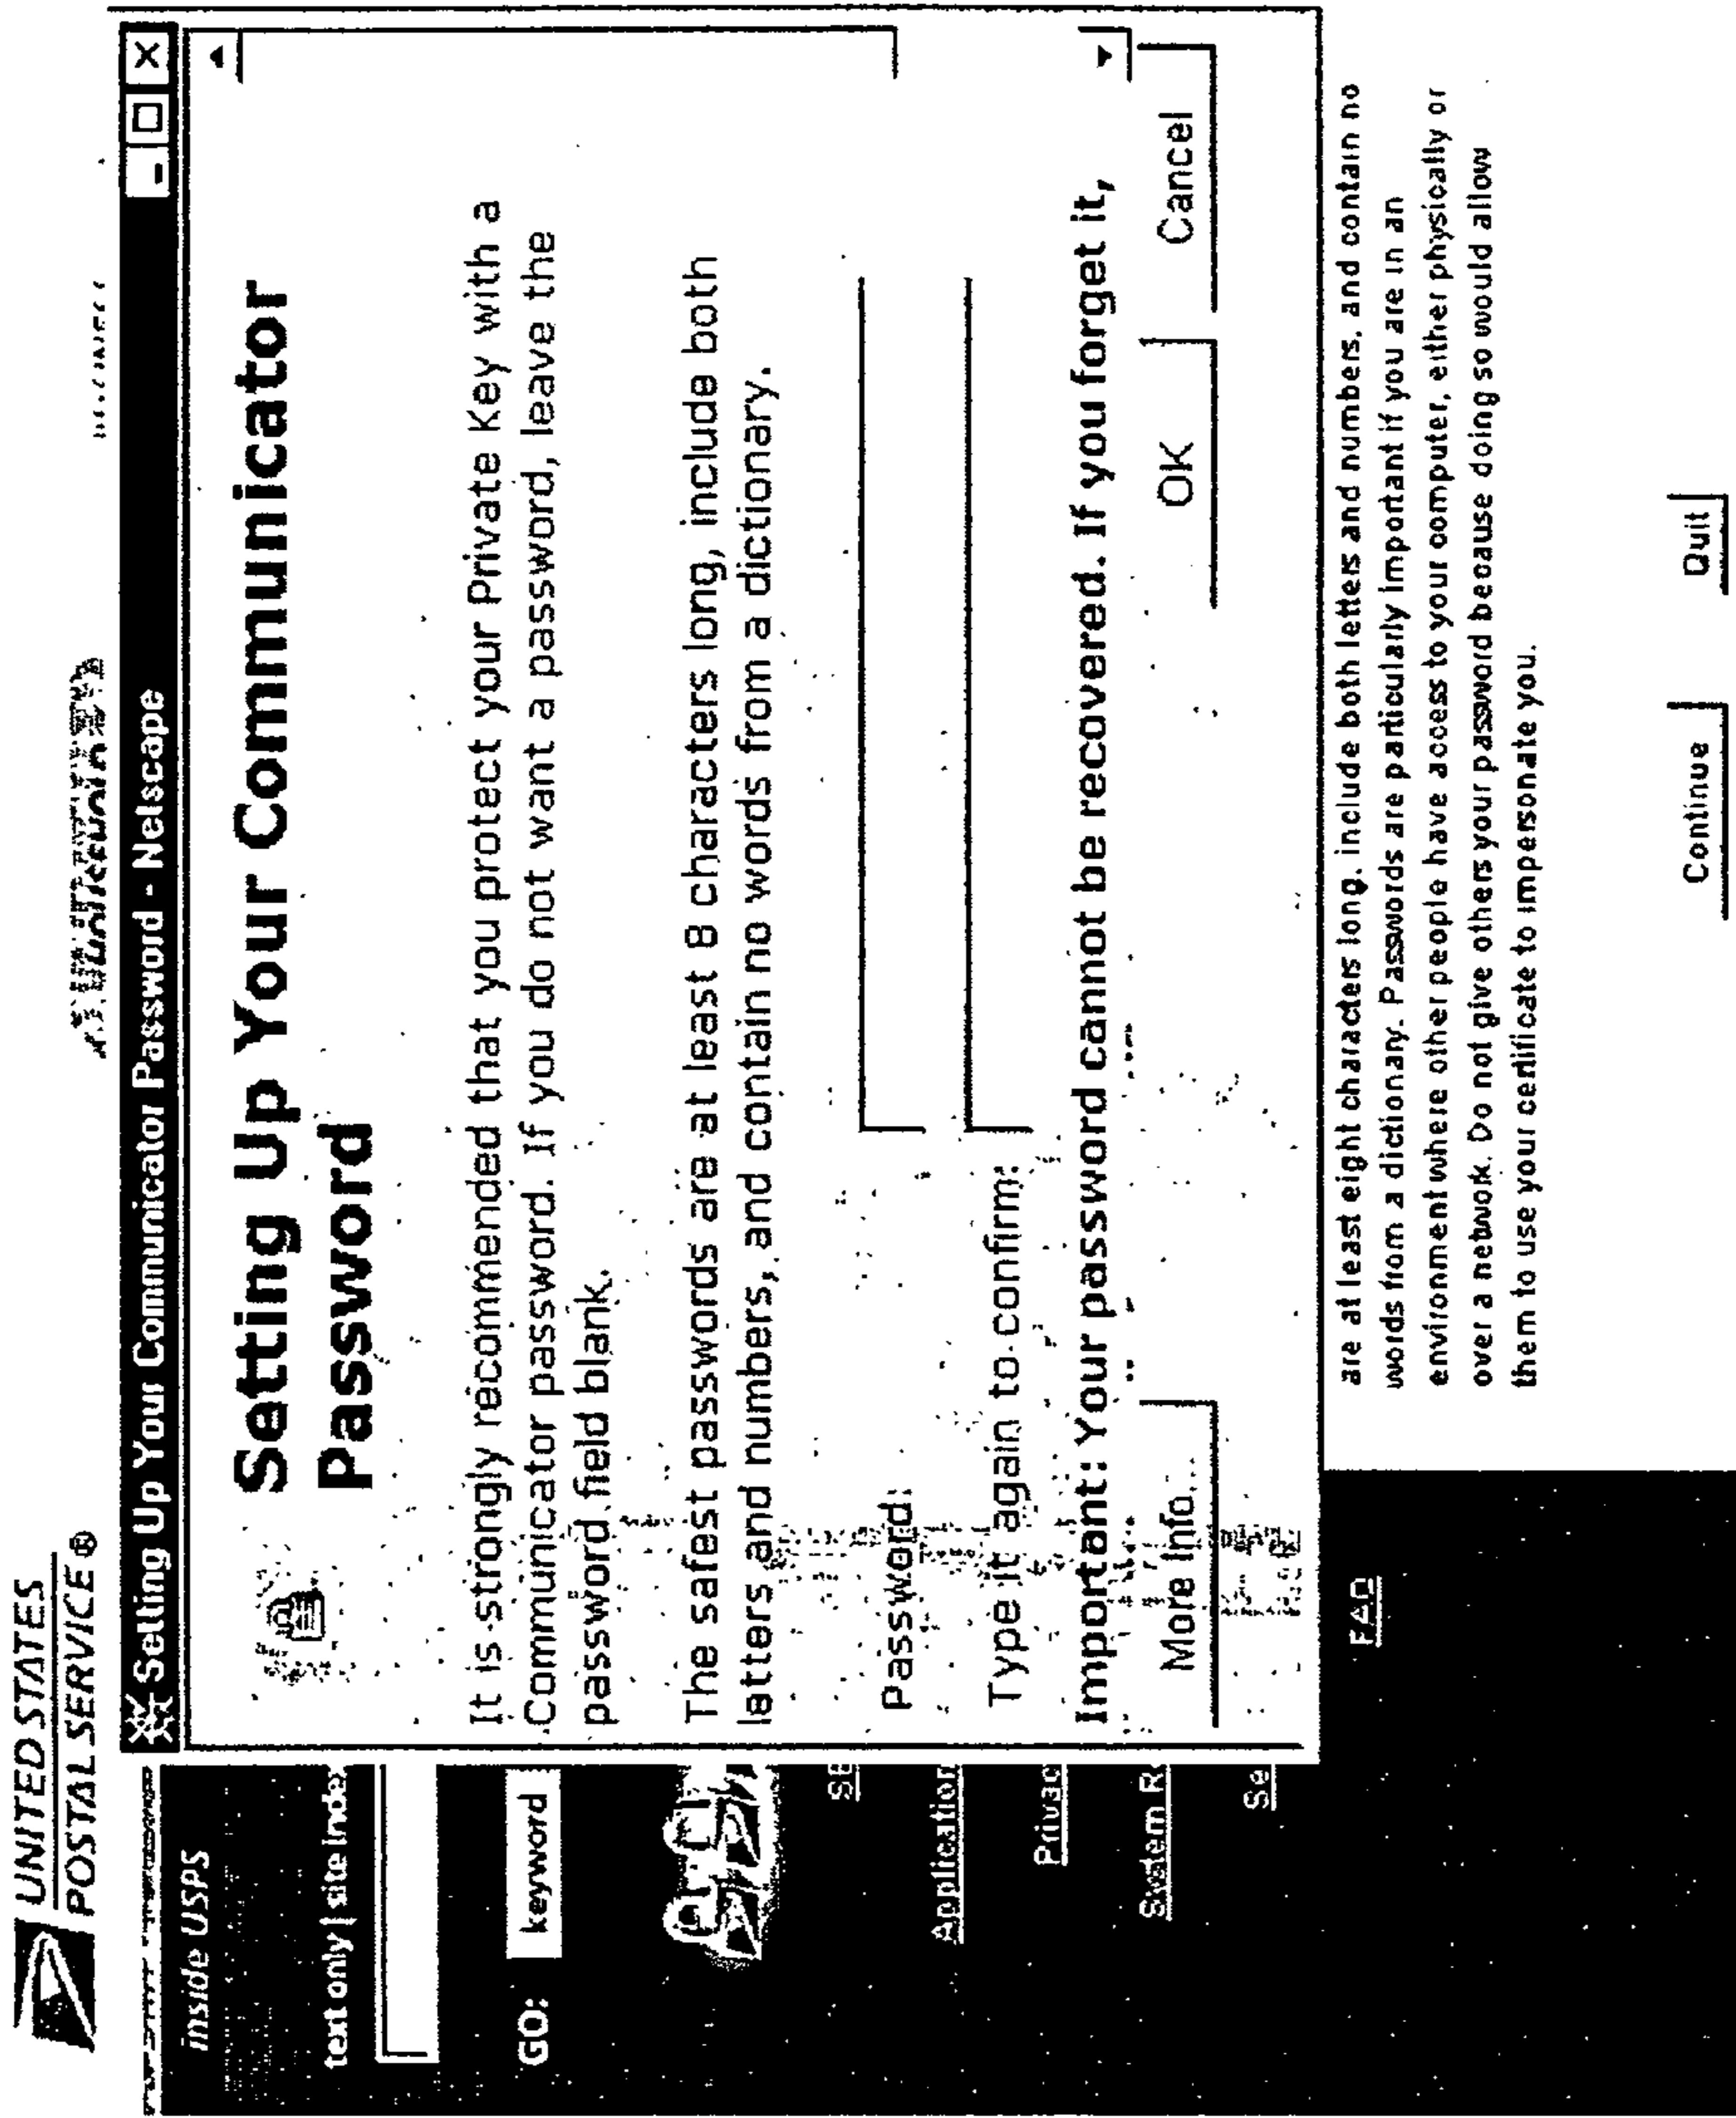 UNITED STATES
POSTAL SERVICE ®
Setting Up Your Communicator Password - Netscape
inside USPS
text only | site Index
GO: keyword
Application
Privac
System R
Se
FAQ
Setting Up Your Communicator
Password
It is strongly recommended that you protect your Private Key with a
Communicator password. If you do not want a password, leave the
password field blank.
The safest passwords are at least 8 characters long, include both
letters and numbers, and contain no words from a dictionary.
Password:
Type it again to confirm:
Important: Your password cannot be recovered. If you forget it,
More Info... OK Cancel
are at least eight characters long, include both letters and numbers, and contain no
words from a dictionary. Passwords are particularly important if you are in an
environment where other people have access to your computer, either physically or
over a network. Do not give others your password because doing so would allow
them to use your certificate to impersonate you.
Continue Quit